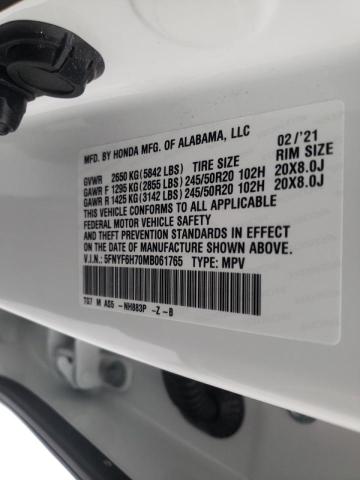 MFD. BY HONDA MFG. OF ALABAMA, LLC 02/'21
GVWR 2650 KG(5842 LBS) TIRE SIZE RIM SIZE
GAWR F 1295 KG(2855 LBS) 245/50R20 102H 20X8.0J
GAWR R 1425 KG(3142 LBS) 245/50R20 102H 20X8.0J
THIS VEHICLE CONFORMS TO ALL APPLICABLE
FEDERAL MOTOR VEHICLE SAFETY
AND THEFT PREVENTION STANDARDS IN EFFECT
ON THE DATE OF MANUFACTURE SHOWN ABOVE.
V.I.N.: 5FNYF6H70MB061765 TYPE: MPV
TG7 M A05 -NH883P -Z -B